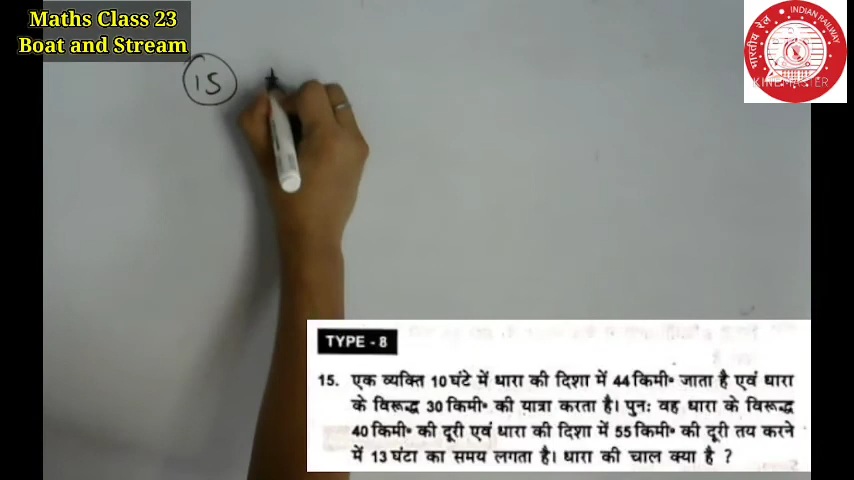 Maths Class 23
Boat and Stream
15
भारतीय रेल INDIAN RAILWAY
KINEMASTER
TYPE - 8
15. एक व्यक्ति 10 घंटे में धारा की दिशा में 44 किमी॰ जाता है एवं धारा
के विरूद्ध 30 किमी॰ की यात्रा करता है। पुनः वह धारा के विरूद्ध
40 किमी॰ की दूरी एवं धारा की दिशा में 55 किमी॰ की दूरी तय करने
में 13 घंटा का समय लगता है। धारा की चाल क्या है ?